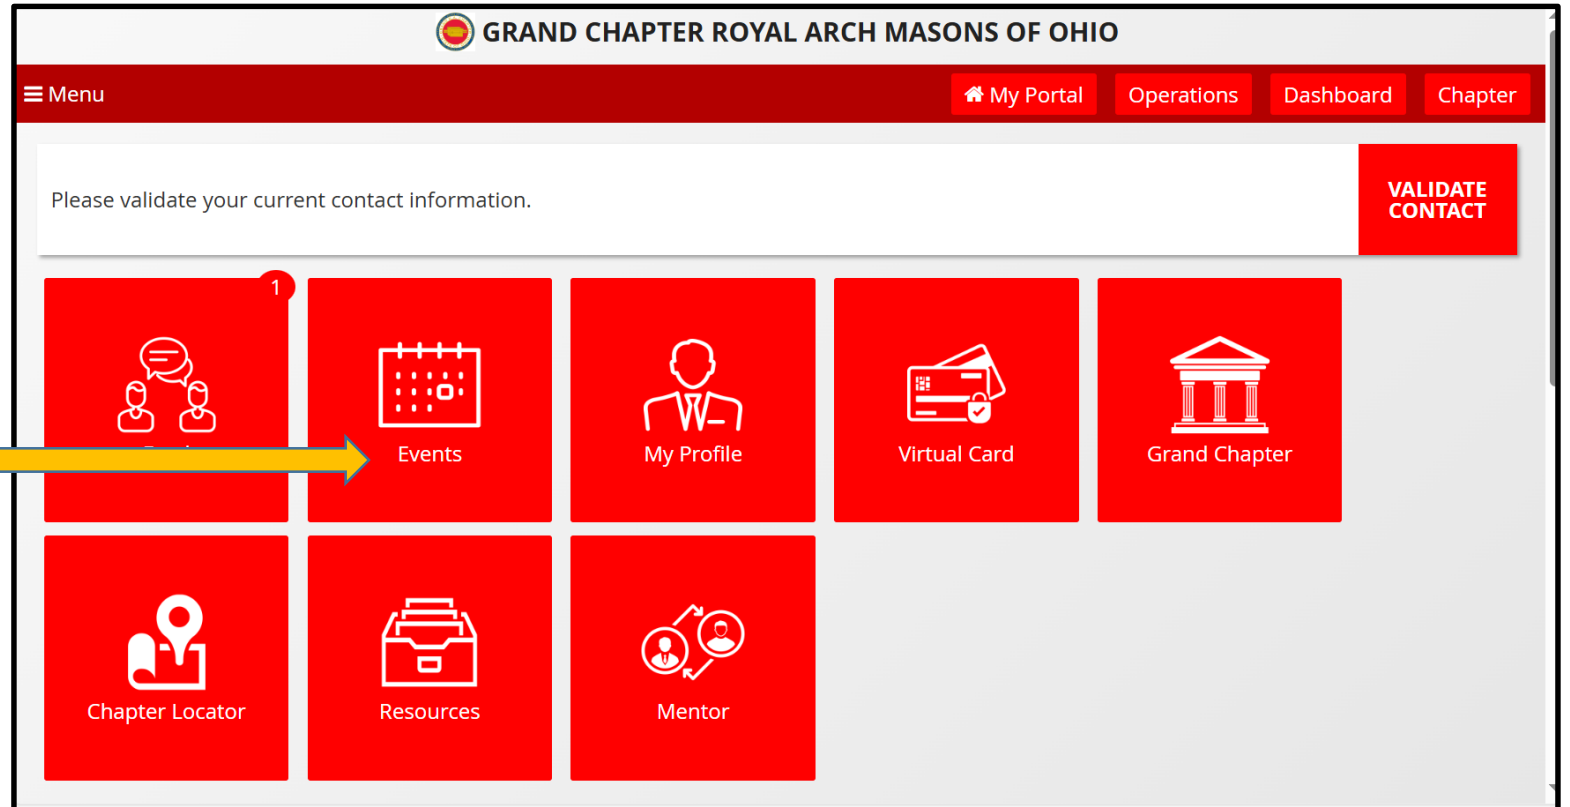 GRAND CHAPTER ROYAL ARCH MASONS OF OHIO
Menu
My Portal
Operations
Dashboard
Chapter
Please validate your current contact information.
VALIDATE
CONTACT
1
Events
My Profile
Virtual Card
Grand Chapter
Chapter Locator
Resources
Mentor